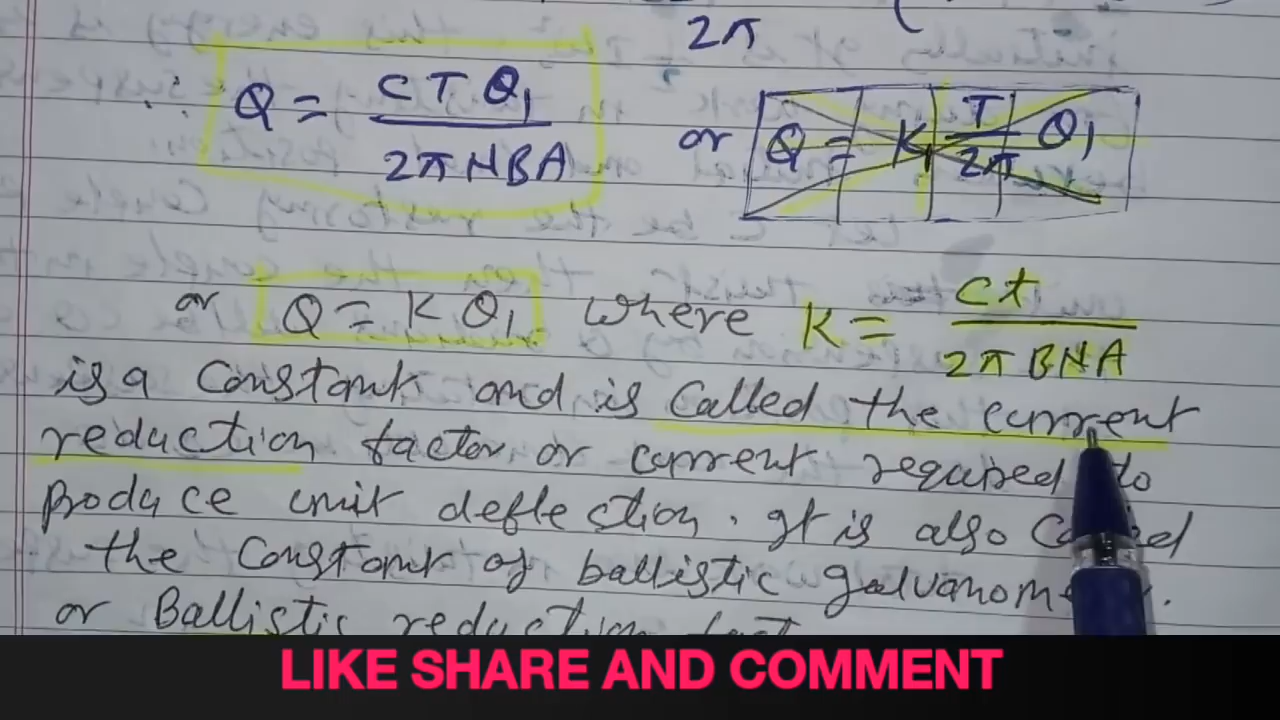 2π (
∴ Q = CTθ₁ / 2πNBA or Q = K₁ T/2π θ₁
or Q = Kθ₁ where K = ct / 2πBNA
is a constant and is called the current
reduction factor or current required to
produce unit deflection. It is also
the constant of ballistic
or Ballistic reduction
LIKE SHARE AND COMMENT